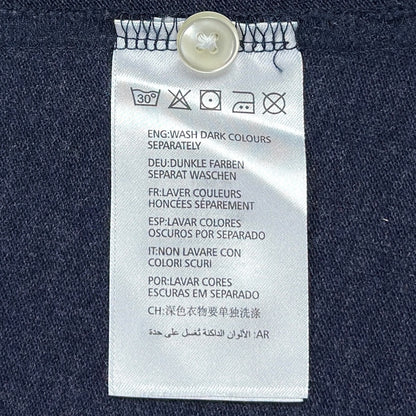 30°
ENG:WASH DARK COLOURS
SEPARATELY
DEU:DUNKLE FARBEN
SEPARAT WASCHEN
FR:LAVER COULEURS
HONCÉES SÉPAREMENT
ESP:LAVAR COLORES
OSCUROS POR SEPARADO
IT:NON LAVARE CON
COLORI SCURI
POR:LAVAR CORES
ESCURAS EM SEPARADO
CH:深色衣物要单独洗涤
AR: الألوان الداكنة تُغسل على حدة